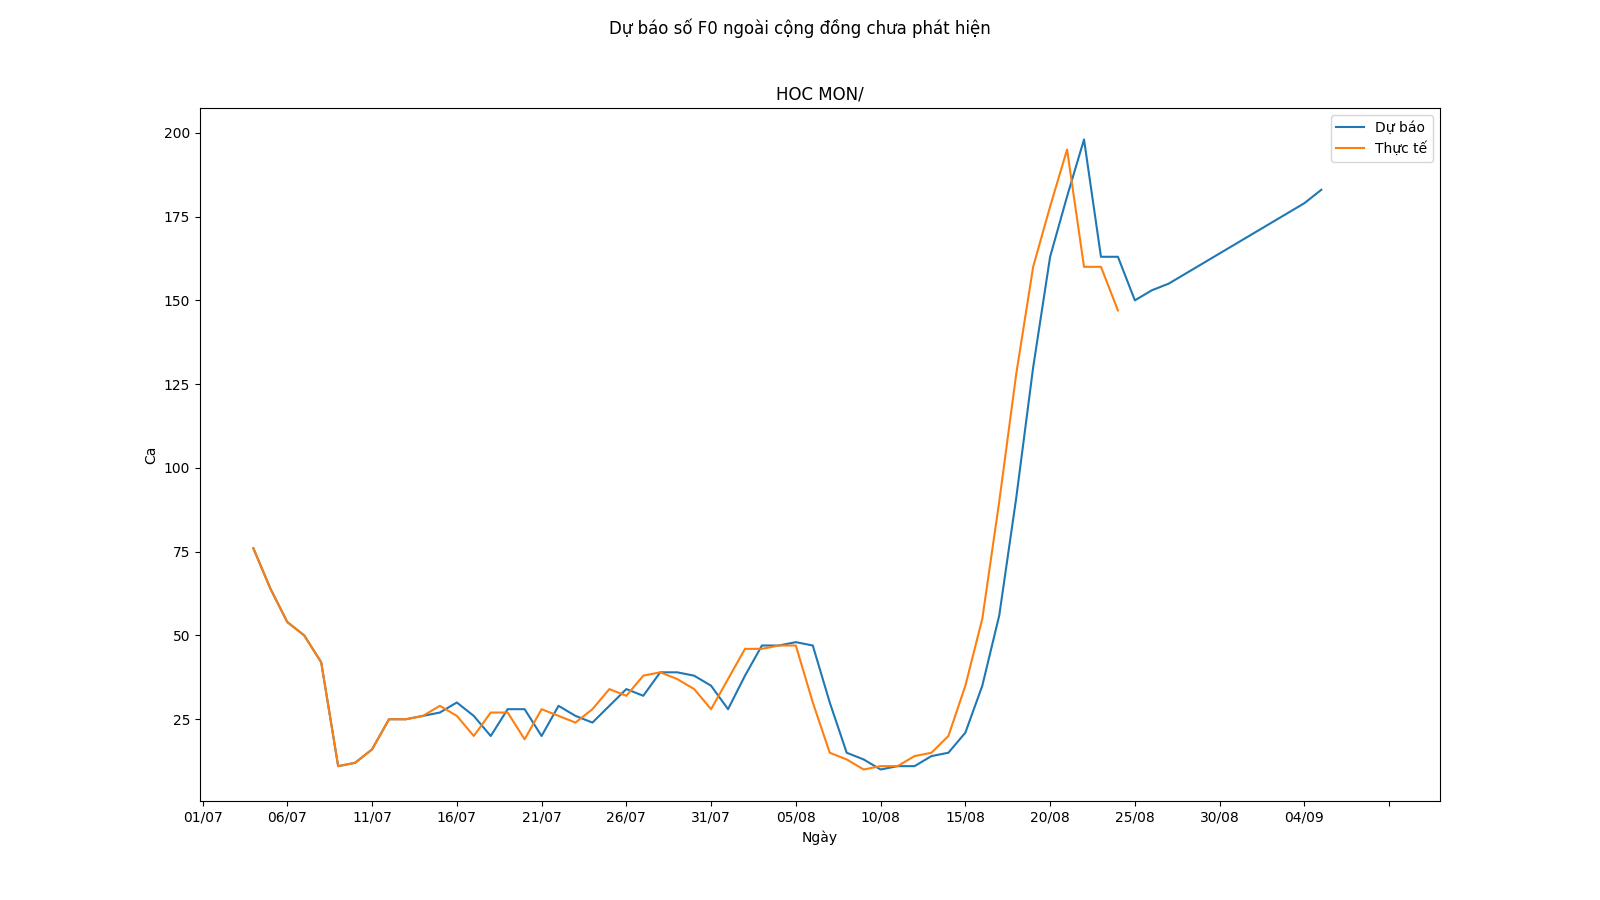 Dự báo số F0 ngoài cộng đồng chưa phát hiện
HOC MON/
Dự báo
Thực tế
200
175
150
125
100
75
50
25
Ca
01/07 06/07 11/07 16/07 21/07 26/07 31/07 05/08 10/08 15/08 20/08 25/08 30/08 04/09
Ngày